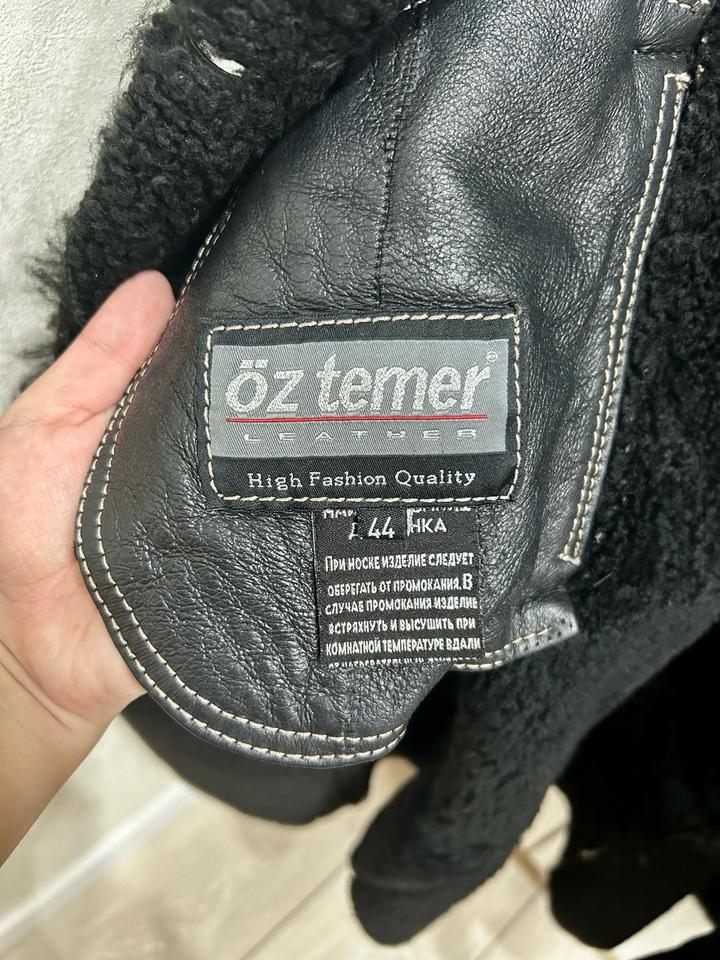 öz temer®
LEATHER
High Fashion Quality
44
НКА
ПРИ НОСКЕ ИЗДЕЛИЕ СЛЕДУЕТ
ОБЕРЕГАТЬ ОТ ПРОМОКАНИЯ. В
СЛУЧАЕ ПРОМОКАНИЯ ИЗДЕЛИЕ
ВСТРЯХНУТЬ И ВЫСУШИТЬ ПРИ
КОМНАТНОЙ ТЕМПЕРАТУРЕ ВДАЛИ